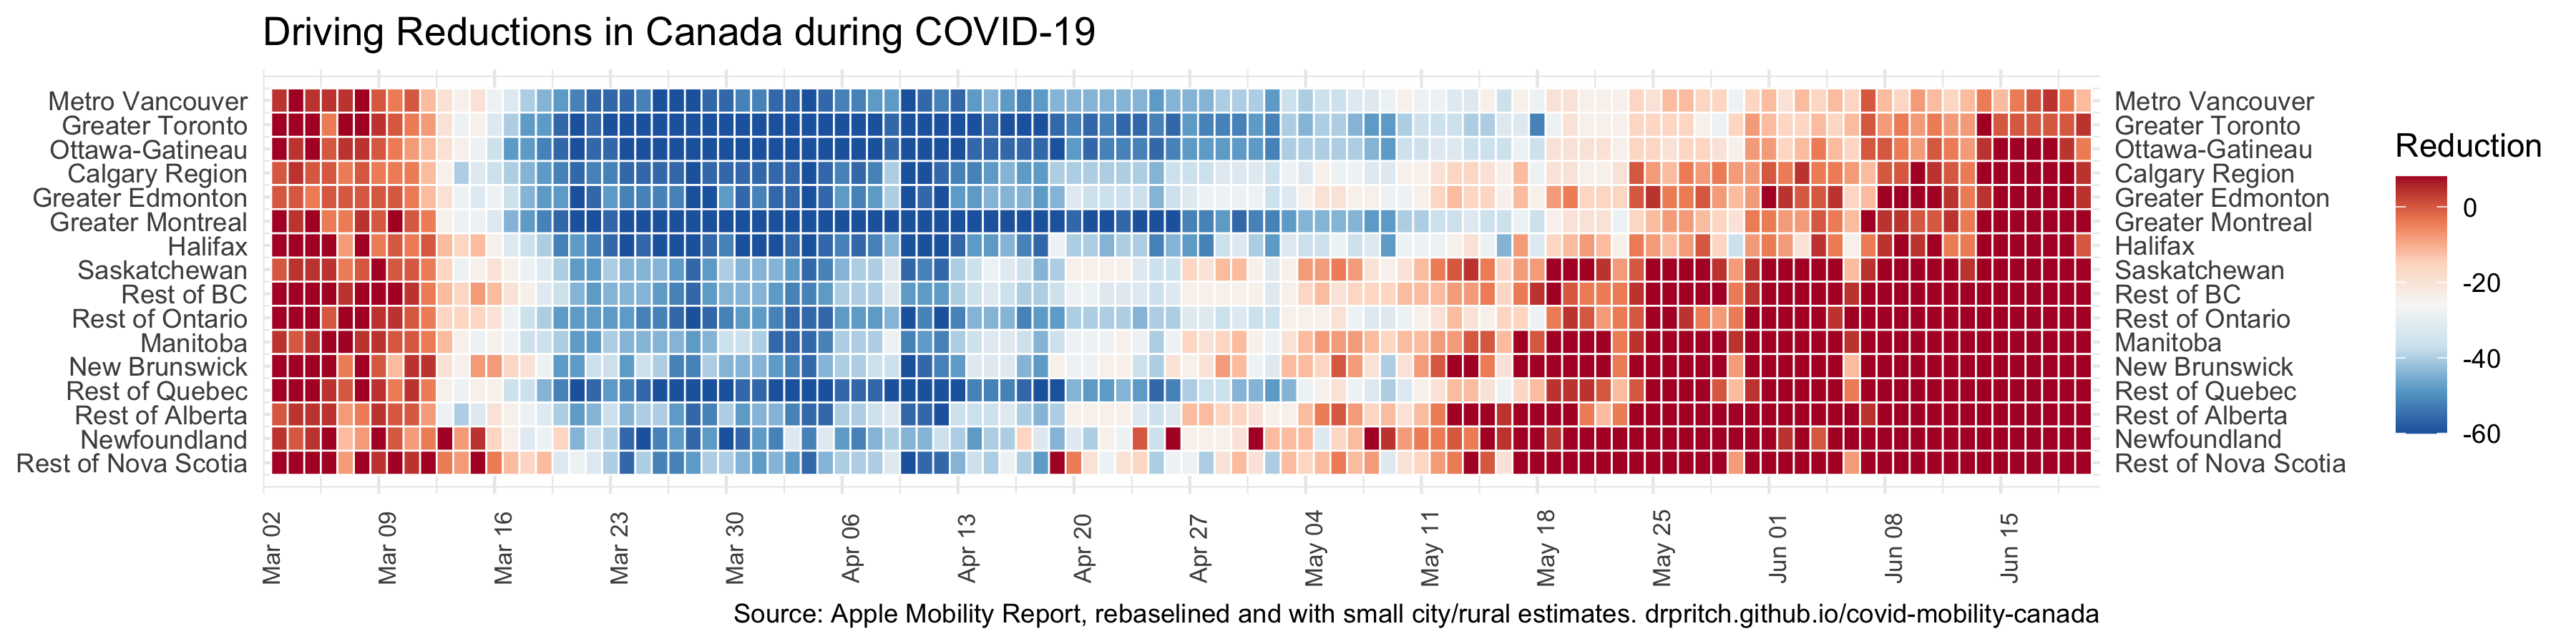 Driving Reductions in Canada during COVID-19
Metro Vancouver
Greater Toronto
Ottawa-Gatineau
Calgary Region
Greater Edmonton
Greater Montreal
Halifax
Saskatchewan
Rest of BC
Rest of Ontario
Manitoba
New Brunswick
Rest of Quebec
Rest of Alberta
Newfoundland
Rest of Nova Scotia
Metro Vancouver
Greater Toronto
Ottawa-Gatineau
Calgary Region
Greater Edmonton
Greater Montreal
Halifax
Saskatchewan
Rest of BC
Rest of Ontario
Manitoba
New Brunswick
Rest of Quebec
Rest of Alberta
Newfoundland
Rest of Nova Scotia
Reduction
0
-20
-40
-60
Mar 02
Mar 09
Mar 16
Mar 23
Mar 30
Apr 06
Apr 13
Apr 20
Apr 27
May 04
May 11
May 18
May 25
Jun 01
Jun 08
Jun 15
Source: Apple Mobility Report, rebaselined and with small city/rural estimates. drpritch.github.io/covid-mobility-canada